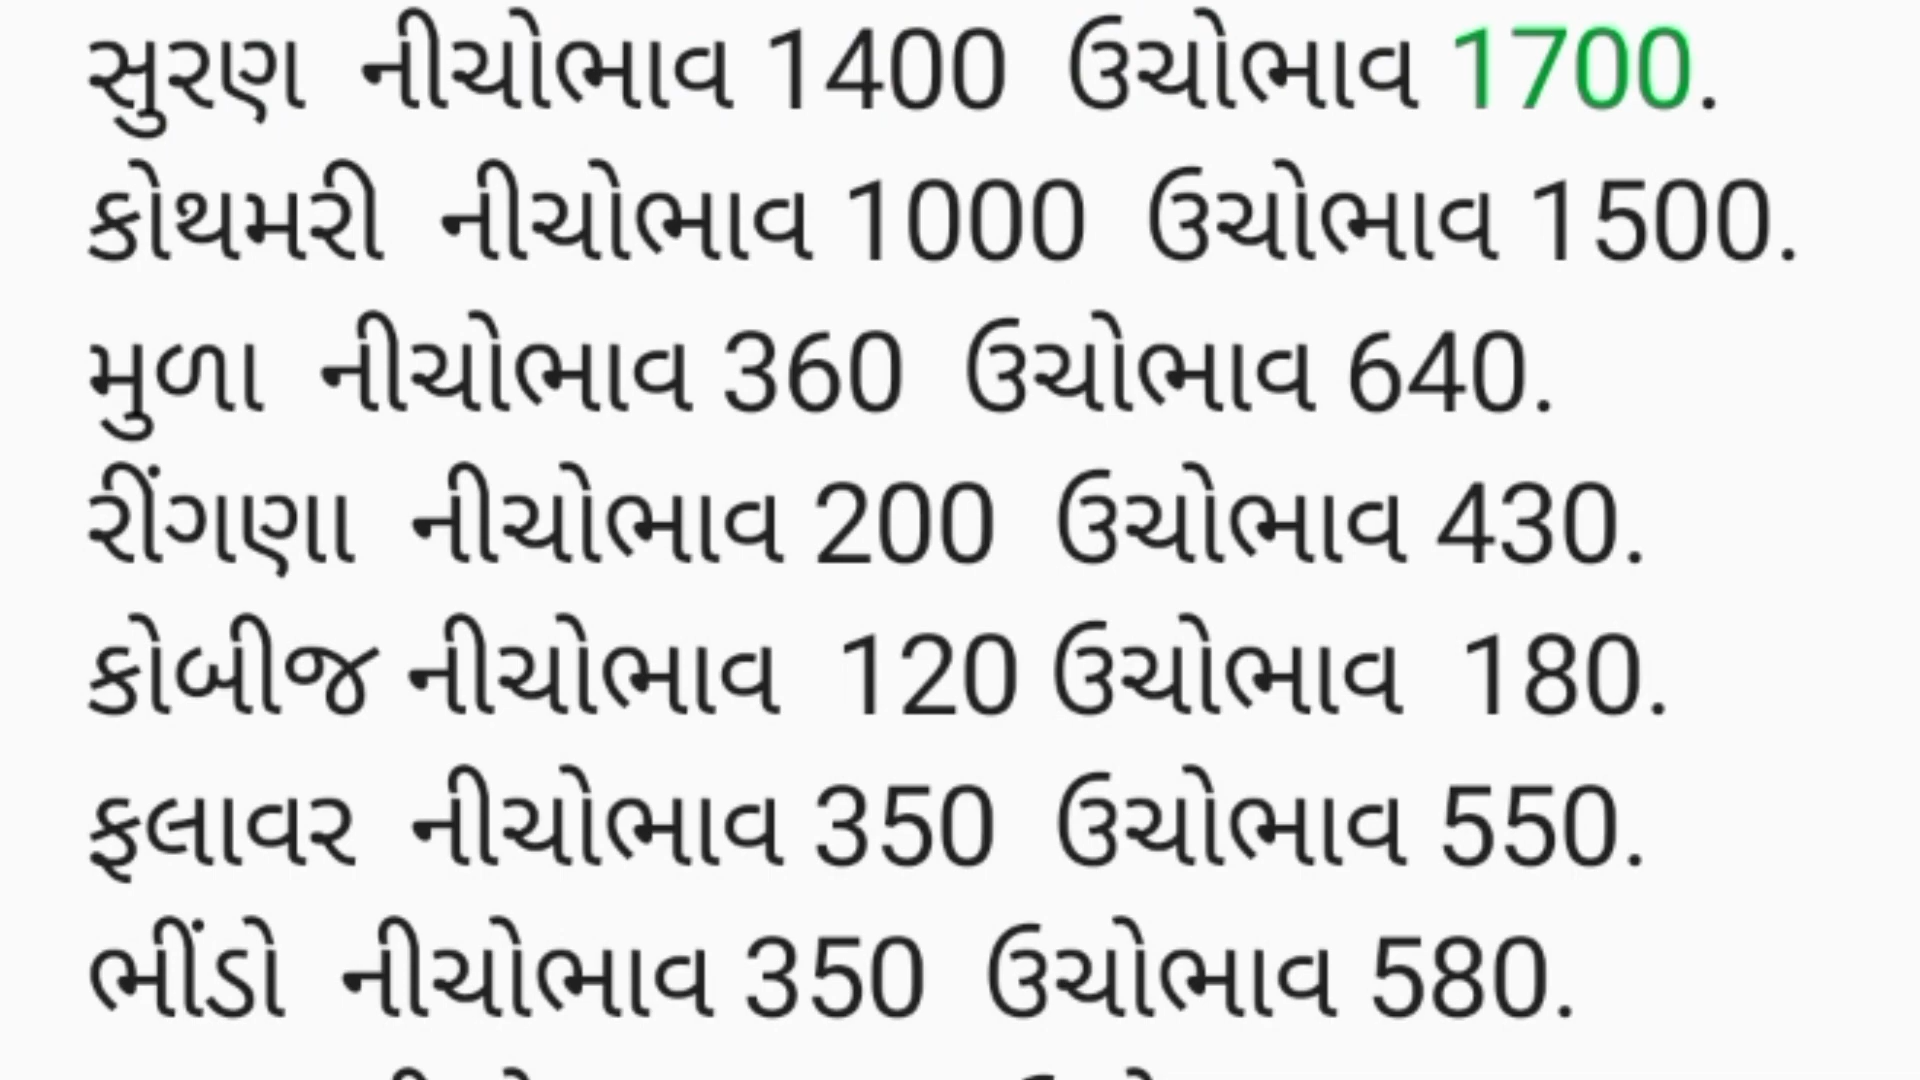 સુરણ નીચોભાવ 1400 ઉચોભાવ 1700.
કોથમરી નીચોભાવ 1000 ઉચોભાવ 1500.
મુળા નીચોભાવ 360 ઉચોભાવ 640.
રીંગણા નીચોભાવ 200 ઉચોભાવ 430.
કોબીજ નીચોભાવ 120 ઉચોભાવ 180.
ફલાવર નીચોભાવ 350 ઉચોભાવ 550.
ભીંડો નીચોભાવ 350 ઉચોભાવ 580.